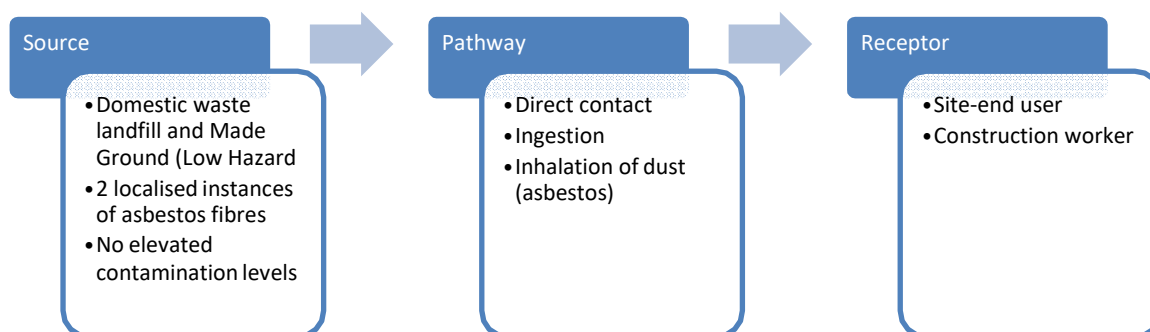 Source
•Domestic waste
landfill and Made
Ground (Low Hazard
•2 localised instances
of asbestos fibres
•No elevated
contamination levels
Pathway
•Direct contact
•Ingestion
•Inhalation of dust
(asbestos)
Receptor
•Site-end user
•Construction worker